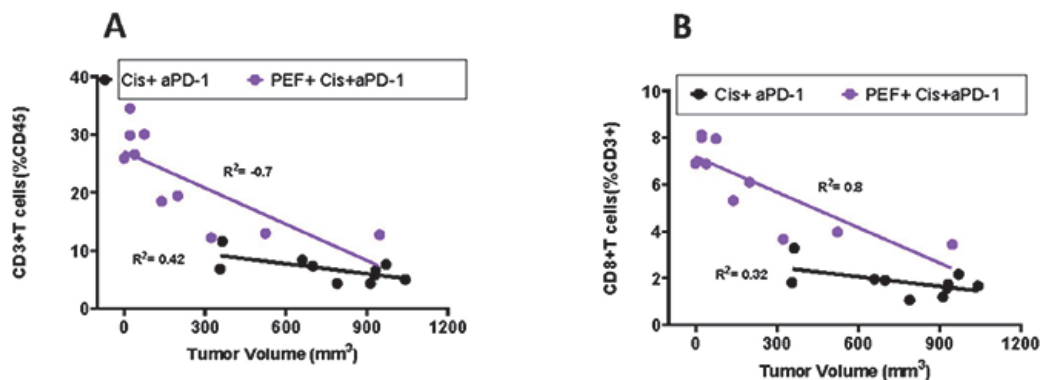 A
Cis+ aPD-1 PEF+ Cis+aPD-1
CD3+T cells(%CD45)
40
30
20
10
0
R²= -0.7
R²= 0.42
0 300 600 900 1200
Tumor Volume (mm³)
B
Cis+ aPD-1 PEF+ Cis+aPD-1
CD8+T cells(%CD3+)
10
8
6
4
2
0
R²= 0.8
R²= 0.32
0 300 600 900 1200
Tumor Volume (mm³)